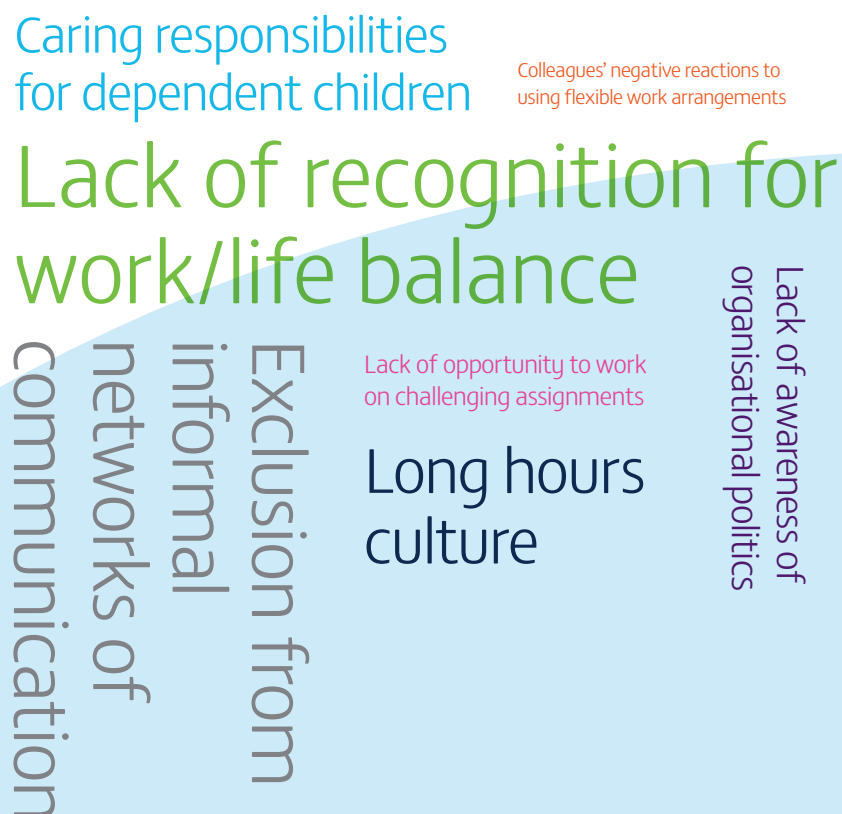 Caring responsibilities
for dependent children
Colleagues’ negative reactions to
using flexible work arrangements
Lack of recognition for
work/life balance
Exclusion from
informal
networks of
communication
Lack of opportunity to work
on challenging assignments
Long hours
culture
Lack of awareness of
organisational politics